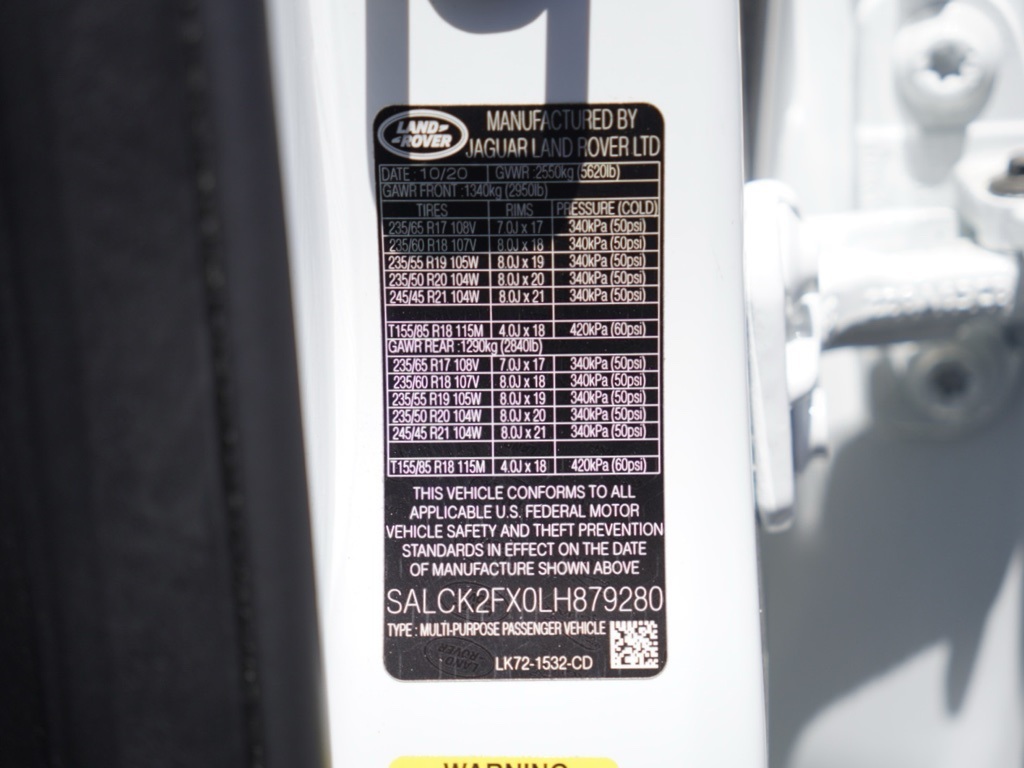 LAND ROVER
MANUFACTURED BY
JAGUAR LAND ROVER LTD
DATE : 10/20 GVWR :2550kg (5620lb)
GAWR FRONT :1340kg (2950lb)
TIRES RIMS PRESSURE (COLD)
235/65 R17 108V 7.0J x 17 340kPa (50psi)
235/60 R18 107V 8.0J x 18 340kPa (50psi)
235/55 R19 105W 8.0J x 19 340kPa (50psi)
235/50 R20 104W 8.0J x 20 340kPa (50psi)
245/45 R21 104W 8.0J x 21 340kPa (50psi)
T155/85 R18 115M 4.0J x 18 420kPa (60psi)
GAWR REAR :1290kg (2840lb)
235/65 R17 108V 7.0J x 17 340kPa (50psi)
235/60 R18 107V 8.0J x 18 340kPa (50psi)
235/55 R19 105W 8.0J x 19 340kPa (50psi)
235/50 R20 104W 8.0J x 20 340kPa (50psi)
245/45 R21 104W 8.0J x 21 340kPa (50psi)
T155/85 R18 115M 4.0J x 18 420kPa (60psi)
THIS VEHICLE CONFORMS TO ALL
APPLICABLE U.S. FEDERAL MOTOR
VEHICLE SAFETY AND THEFT PREVENTION
STANDARDS IN EFFECT ON THE DATE
OF MANUFACTURE SHOWN ABOVE
SALCK2FX0LH879280
TYPE : MULTI-PURPOSE PASSENGER VEHICLE
LAND ROVER
LK72-1532-CD
WARNING